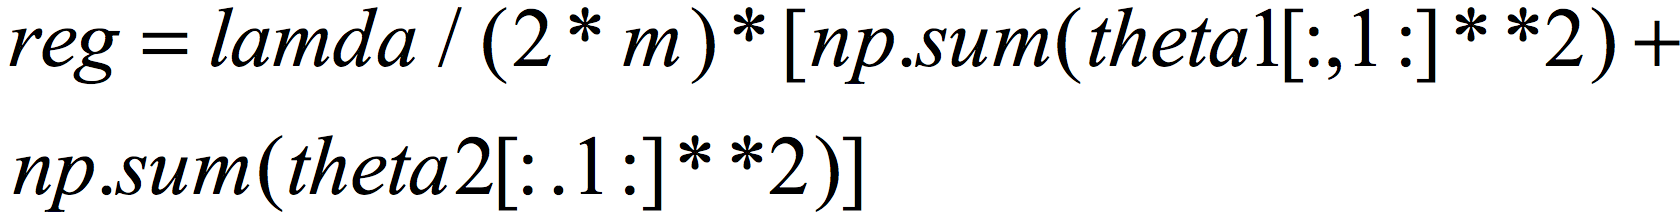 reg = lamda / (2 * m) * [np.sum(theta1[:,1 :]* *2) +
np.sum(theta2[: .1 :]* *2)]